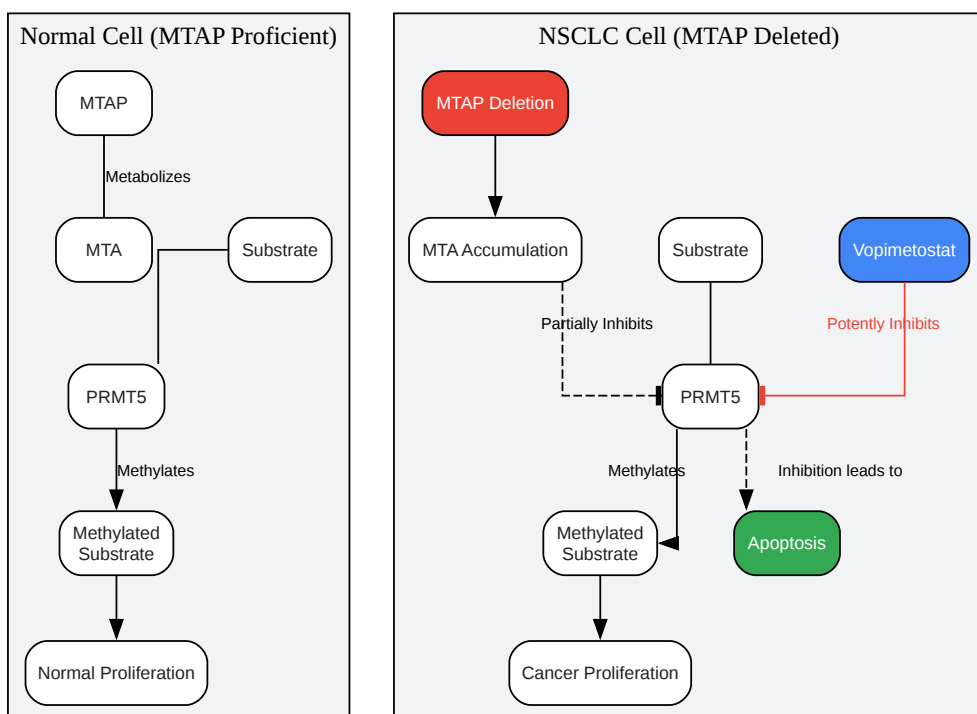 Normal Cell (MTAP Proficient)
MTAP
Metabolizes
MTA
Substrate
PRMT5
Methylates
Methylated
Substrate
Normal Proliferation
NSCLC Cell (MTAP Deleted)
MTAP Deletion
MTA Accumulation
Substrate
Vopimetostat
Partially Inhibits
Potently Inhibits
PRMT5
Methylates
Inhibition leads to
Methylated
Substrate
Apoptosis
Cancer Proliferation